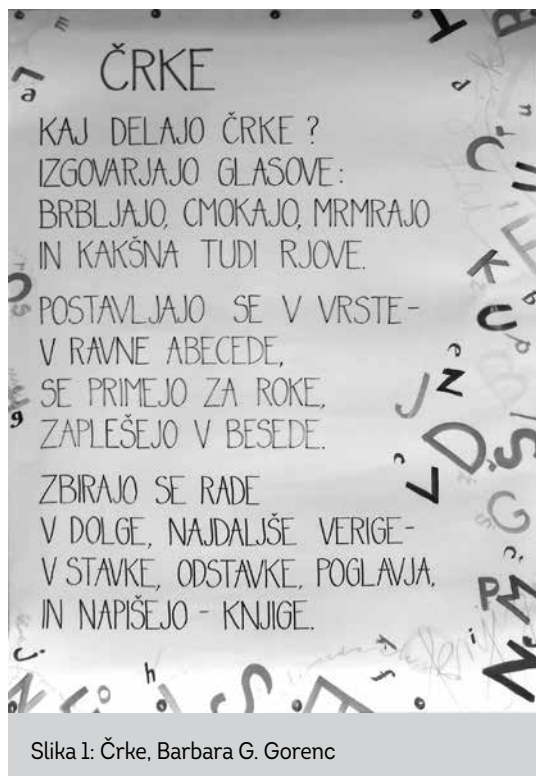 ČRKE
KAJ DELAJO ČRKE?
IZGOVARJAJO GLASOVE:
BRBLJAJO, CMOKAJO, MRMRAJO
IN KAKŠNA TUDI RJOVE.
POSTAVLJAJO SE V VRSTE-
V RAVNE ABECEDE,
SE PRIMEJO ZA ROKE,
ZAPLEŠEJO V BESEDE.
ZBIRAJO SE RADE
V DOLGE, NAJDALJŠE VERIGE-
V STAVKE, ODSTAVKE, POGLAVJA,
IN NAPIŠEJO - KNJIGE.
Slika 1: Črke, Barbara G. Gorenc